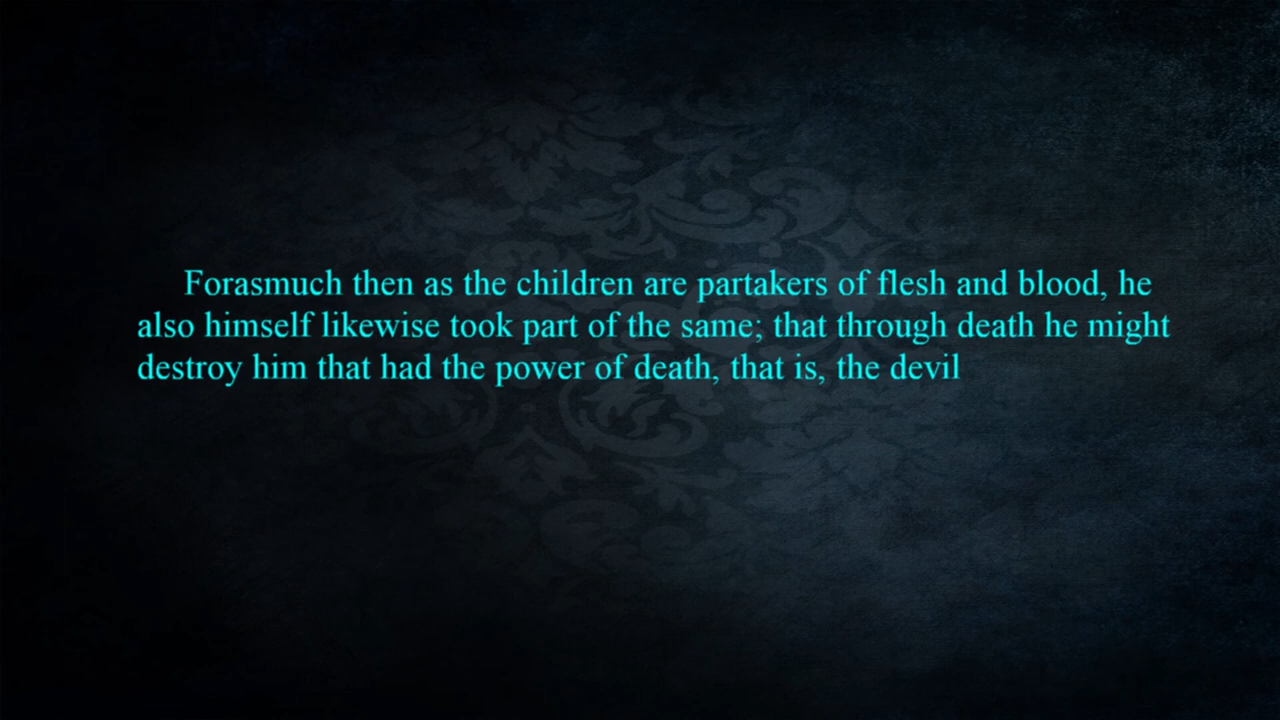 Forasmuch then as the children are partakers of flesh and blood, he
also himself likewise took part of the same; that through death he might
destroy him that had the power of death, that is, the devil